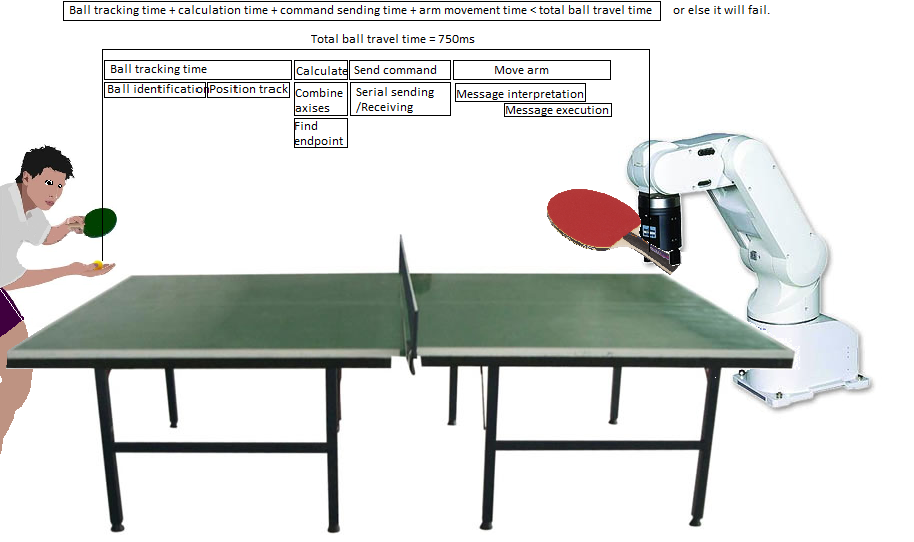 Ball tracking time + calculation time + command sending time + arm movement time < total ball travel time or else it will fail.
Total ball travel time = 750ms
Ball tracking time Calculate Send command Move arm
Ball identification Position track Combine axises Serial sending /Receiving Message interpretation
Message execution
Find endpoint